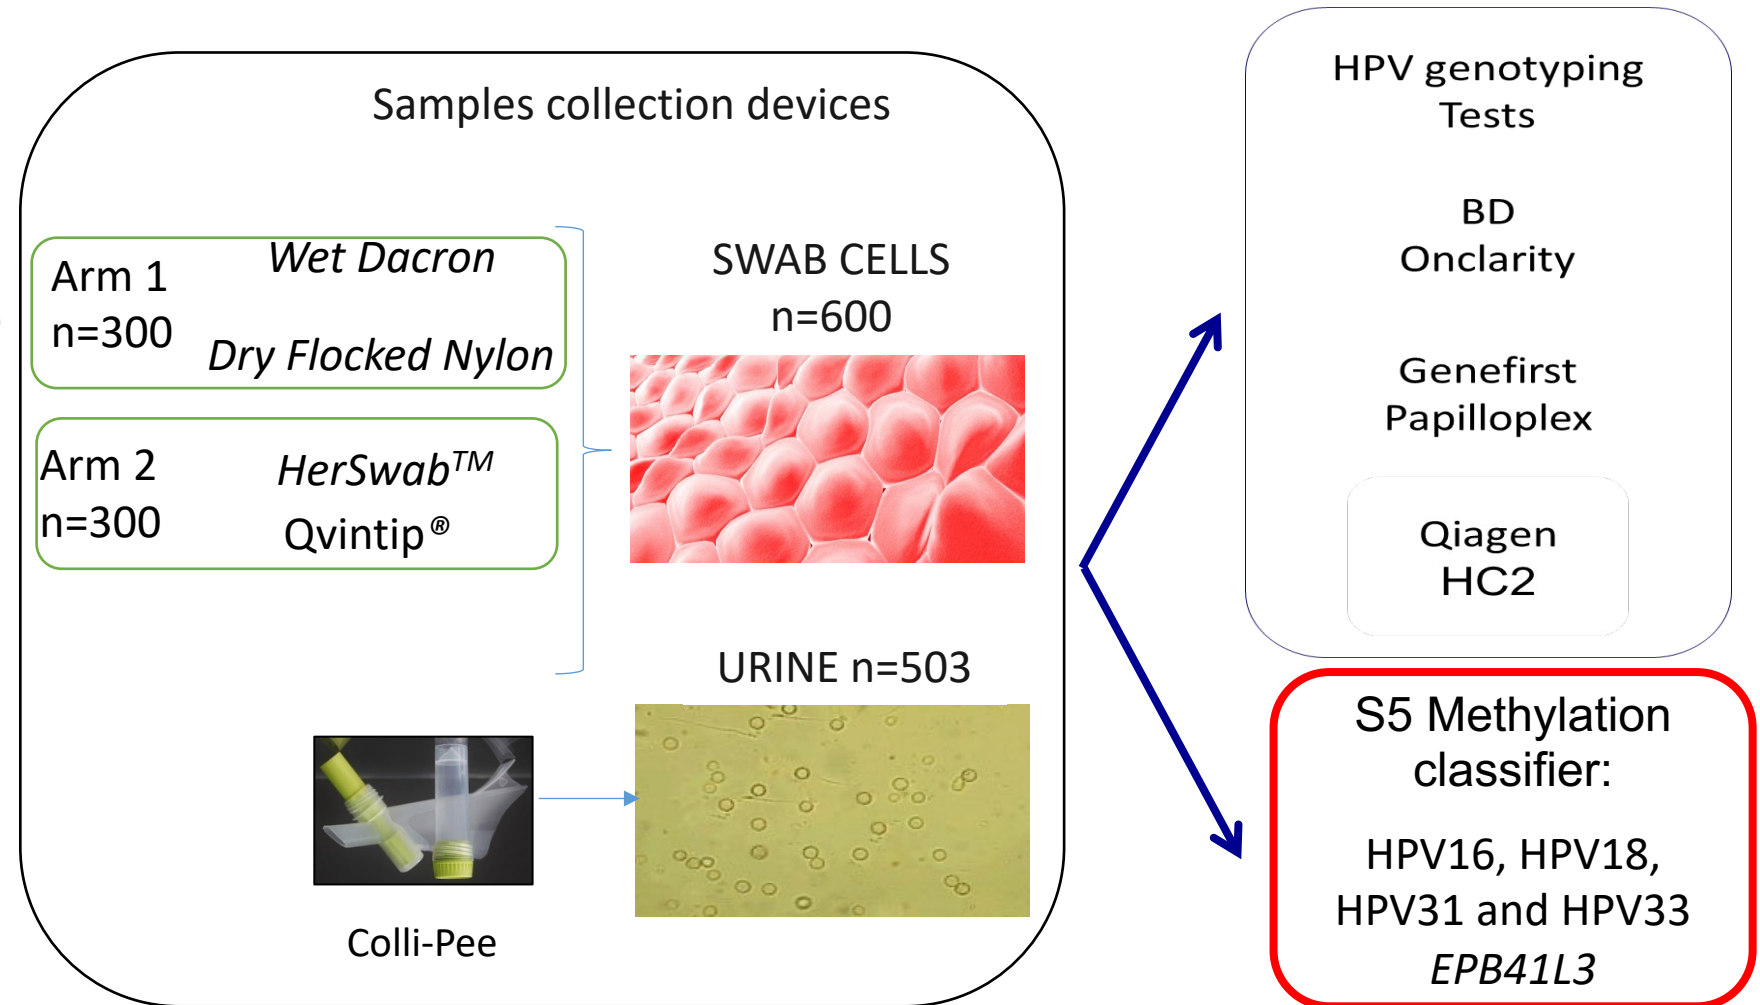 Samples collection devices
Arm 1
n=300
Wet Dacron
Dry Flocked Nylon
Arm 2
n=300
HerSwab™
Qvintip®
SWAB CELLS
n=600
URINE n=503
Colli-Pee
HPV genotyping
Tests
BD
Onclarity
Genefirst
Papilloplex
Qiagen
HC2
S5 Methylation
classifier:
HPV16, HPV18,
HPV31 and HPV33
EPB41L3